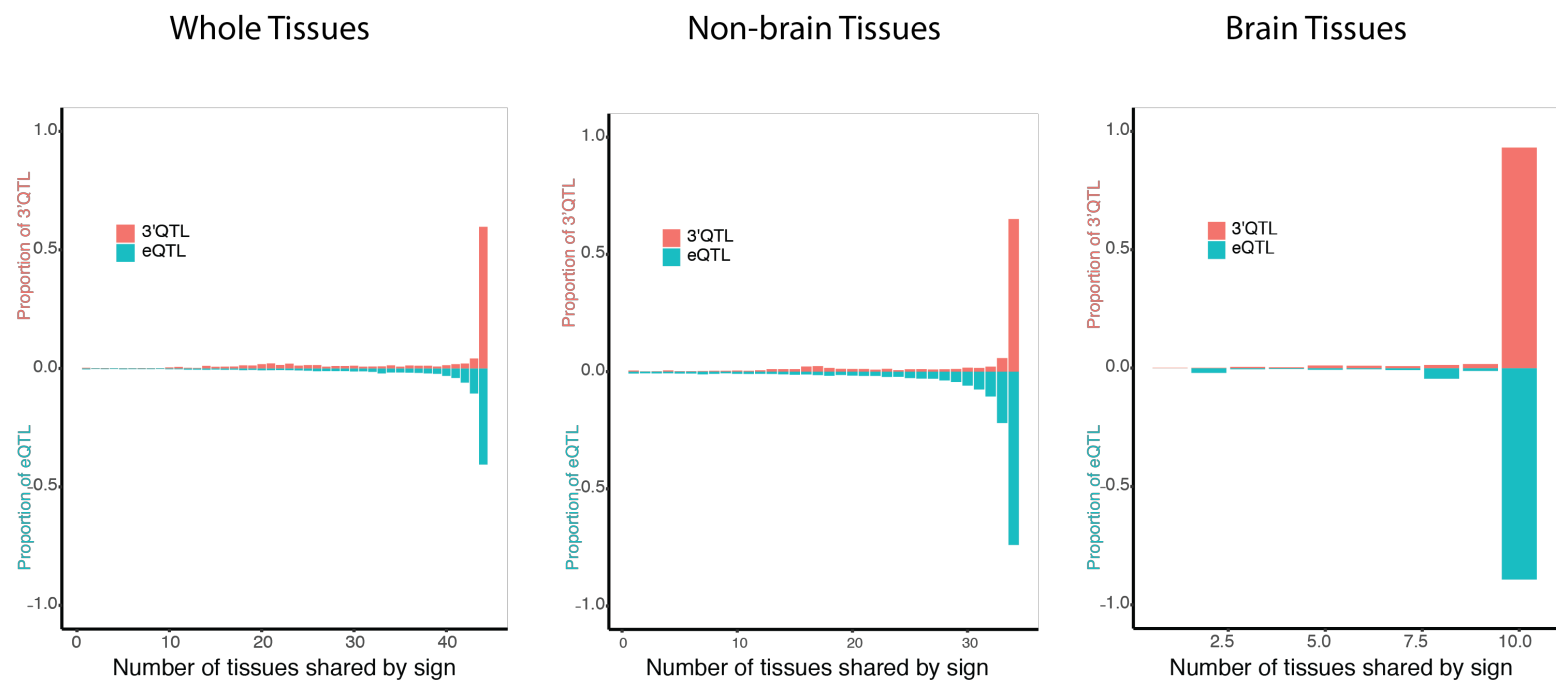 Whole Tissues
Proportion of 3'QTL
Proportion of eQTL
1.0
0.5
0.0
-0.5
-1.0
3'QTL
eQTL
0 10 20 30 40
Number of tissues shared by sign
Non-brain Tissues
Proportion of 3'QTL
Proportion of eQTL
1.0
0.5
0.0
-0.5
-1.0
3'QTL
eQTL
0 10 20 30
Number of tissues shared by sign
Brain Tissues
Proportion of 3'QTL
Proportion of eQTL
1.0
0.5
0.0
-0.5
-1.0
3'QTL
eQTL
2.5 5.0 7.5 10.0
Number of tissues shared by sign